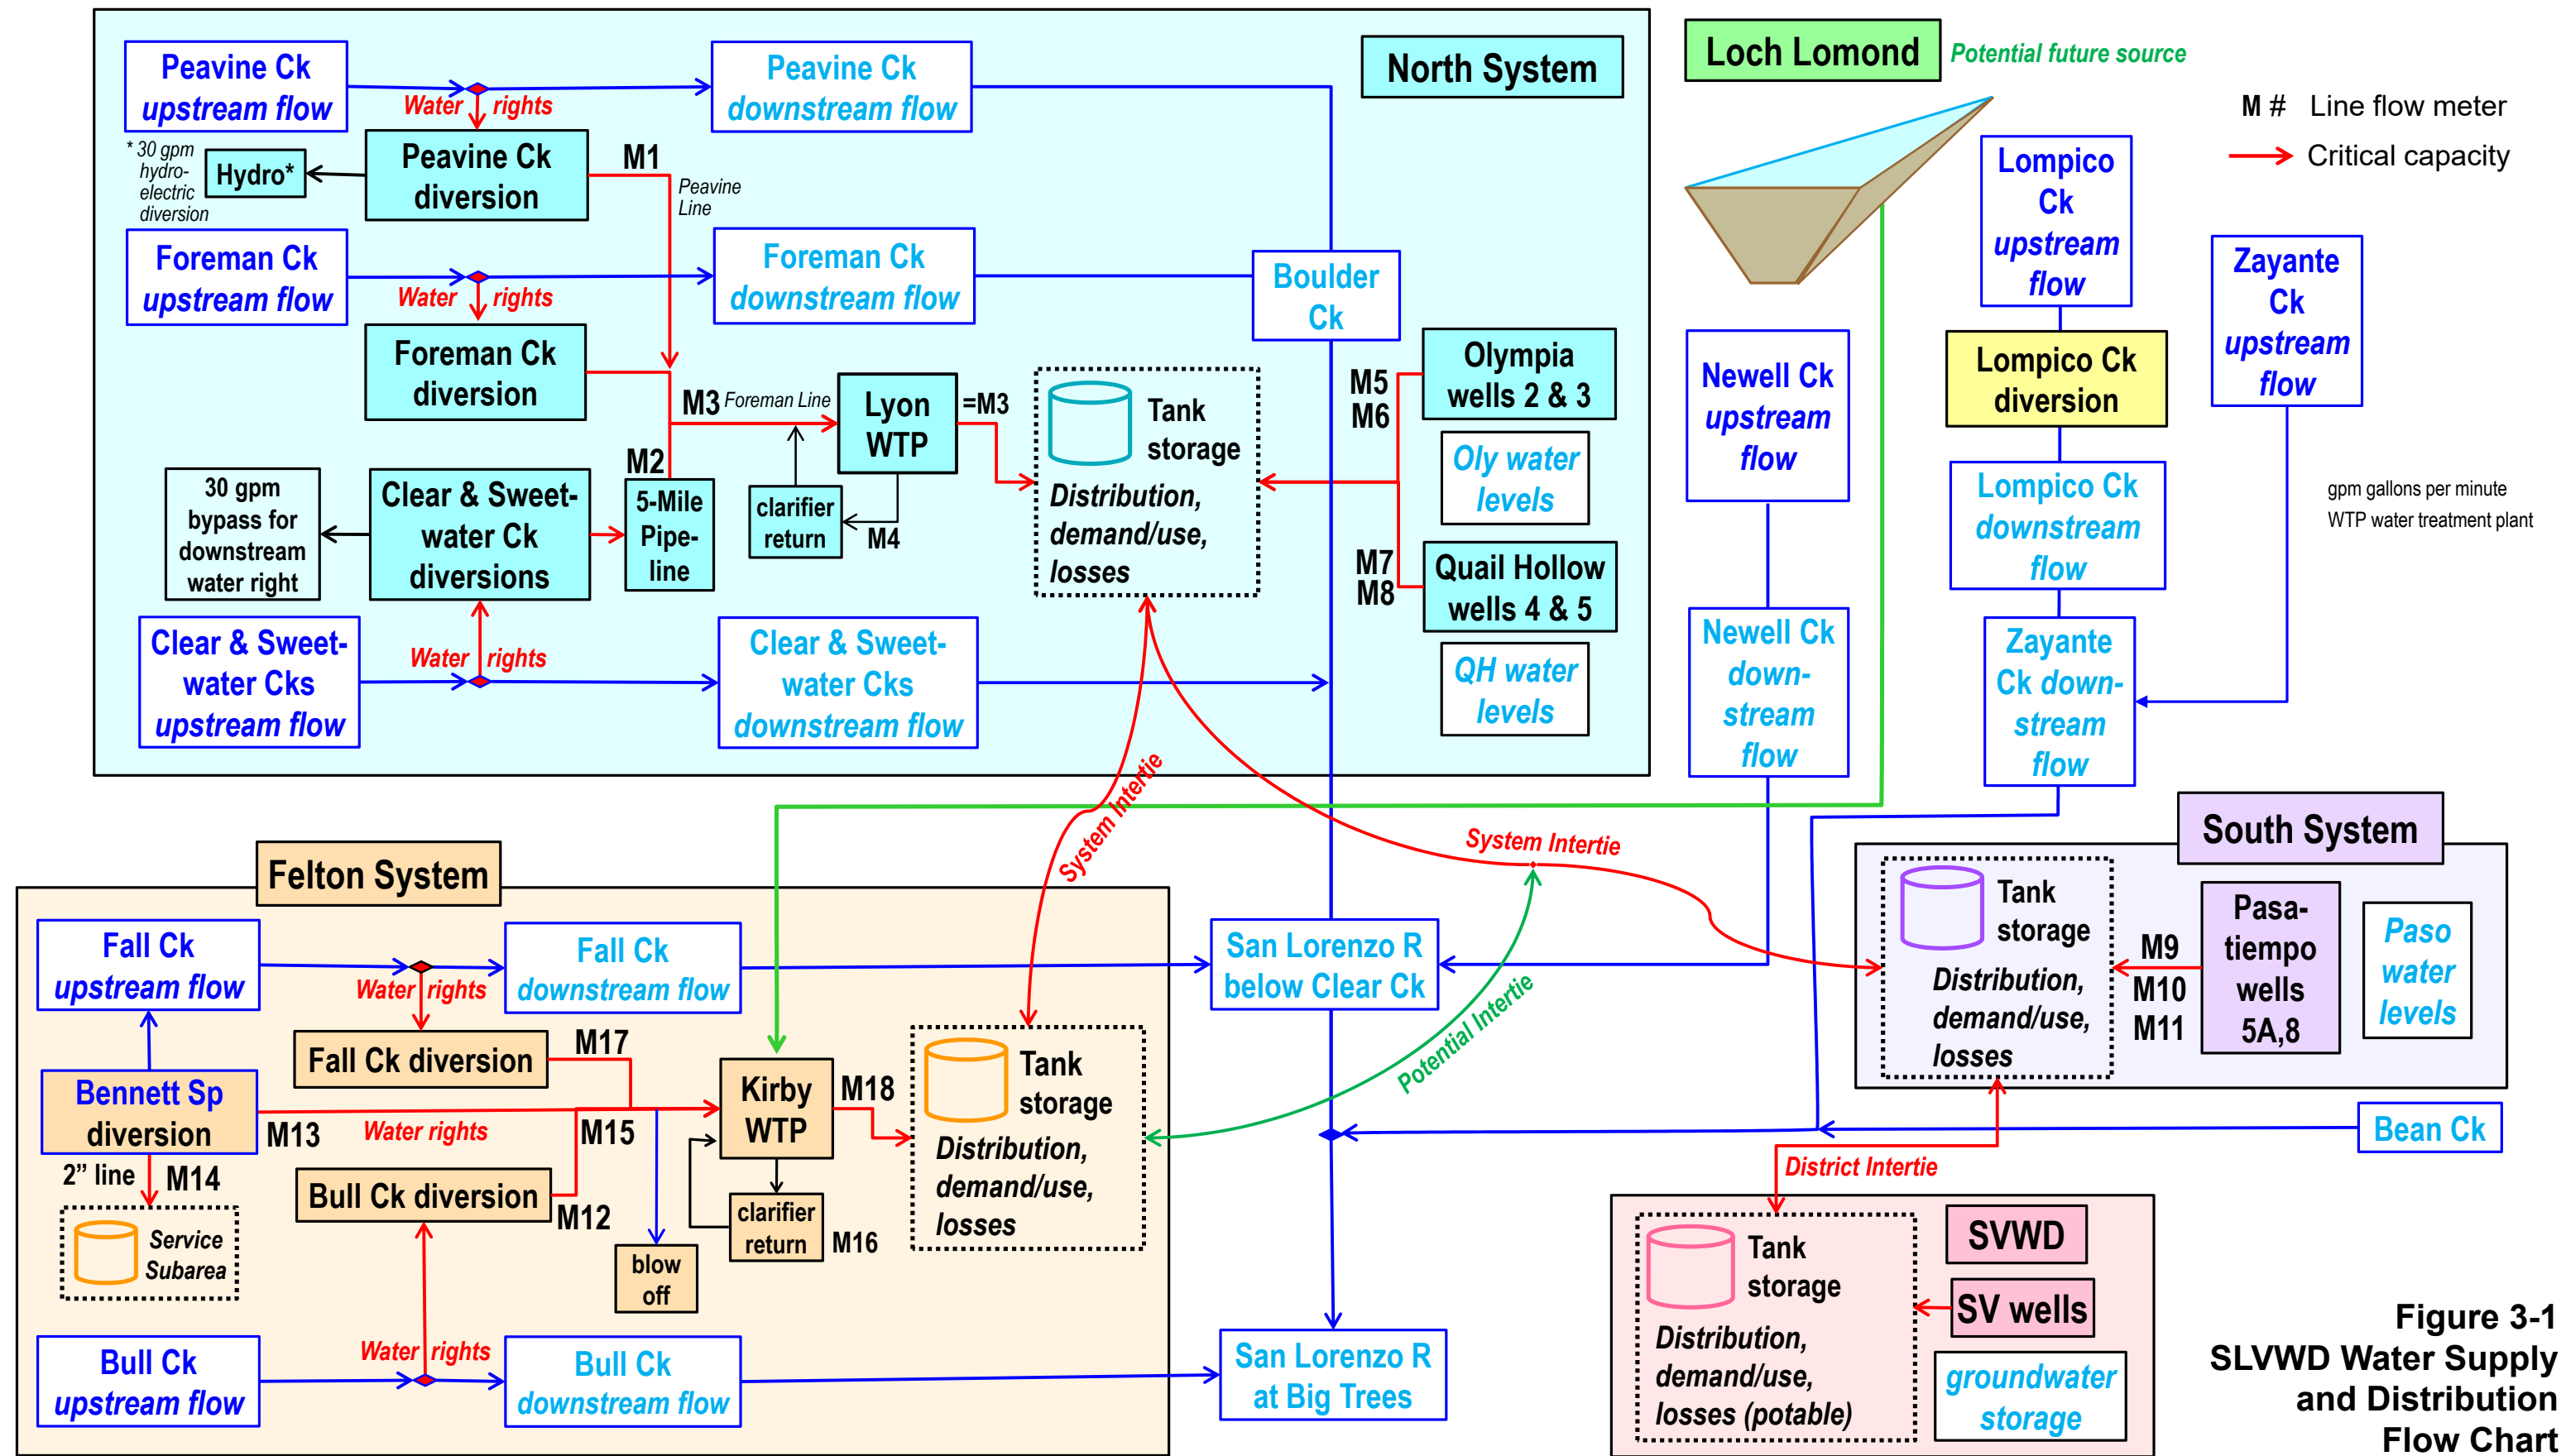 Peavine Ck
upstream flow
Peavine Ck
downstream flow
North System
Loch Lomond
Potential future source
M # Line flow meter
Critical capacity
Water rights
* 30 gpm
hydro-
electric
diversion
Hydro*
Peavine Ck
diversion
M1
Peavine
Line
Foreman Ck
upstream flow
Foreman Ck
downstream flow
Water rights
Boulder
Ck
Foreman Ck
diversion
M3
Foreman Line
Lyon
WTP
=M3
Tank
storage
Distribution,
demand/use,
losses
M5
M6
Olympia
wells 2 & 3
Oly water
levels
M7
M8
Quail Hollow
wells 4 & 5
QH water
levels
30 gpm
bypass for
downstream
water right
Clear & Sweet-
water Ck
diversions
M2
5-Mile
Pipe-
line
clarifier
return
M4
Clear & Sweet-
water Cks
upstream flow
Water rights
Clear & Sweet-
water Cks
downstream flow
Newell Ck
upstream
flow
Newell Ck
down-
stream
flow
Lompico
Ck
upstream
flow
Lompico Ck
diversion
Lompico Ck
downstream
flow
Zayante
Ck
upstream
flow
Zayante
Ck down-
stream
flow
gpm gallons per minute
WTP water treatment plant
System Intertie
System Intertie
Potential Intertie
Felton System
Fall Ck
upstream flow
Water rights
Fall Ck
downstream flow
San Lorenzo R
below Clear Ck
Fall Ck diversion
M17
Bennett Sp
diversion
M13
Water rights
M15
Kirby
WTP
M18
Tank
storage
Distribution,
demand/use,
losses
2” line
M14
Service
Subarea
Bull Ck diversion
M12
blow
off
clarifier
return
M16
Bull Ck
upstream flow
Water rights
Bull Ck
downstream flow
San Lorenzo R
at Big Trees
South System
Tank
storage
Distribution,
demand/use,
losses
M9
M10
M11
Pasa-
tiempo
wells
5A,8
Paso
water
levels
Bean Ck
District Intertie
Tank
storage
Distribution,
demand/use,
losses (potable)
SVWD
SV wells
groundwater
storage
Figure 3-1
SLVWD Water Supply
and Distribution
Flow Chart